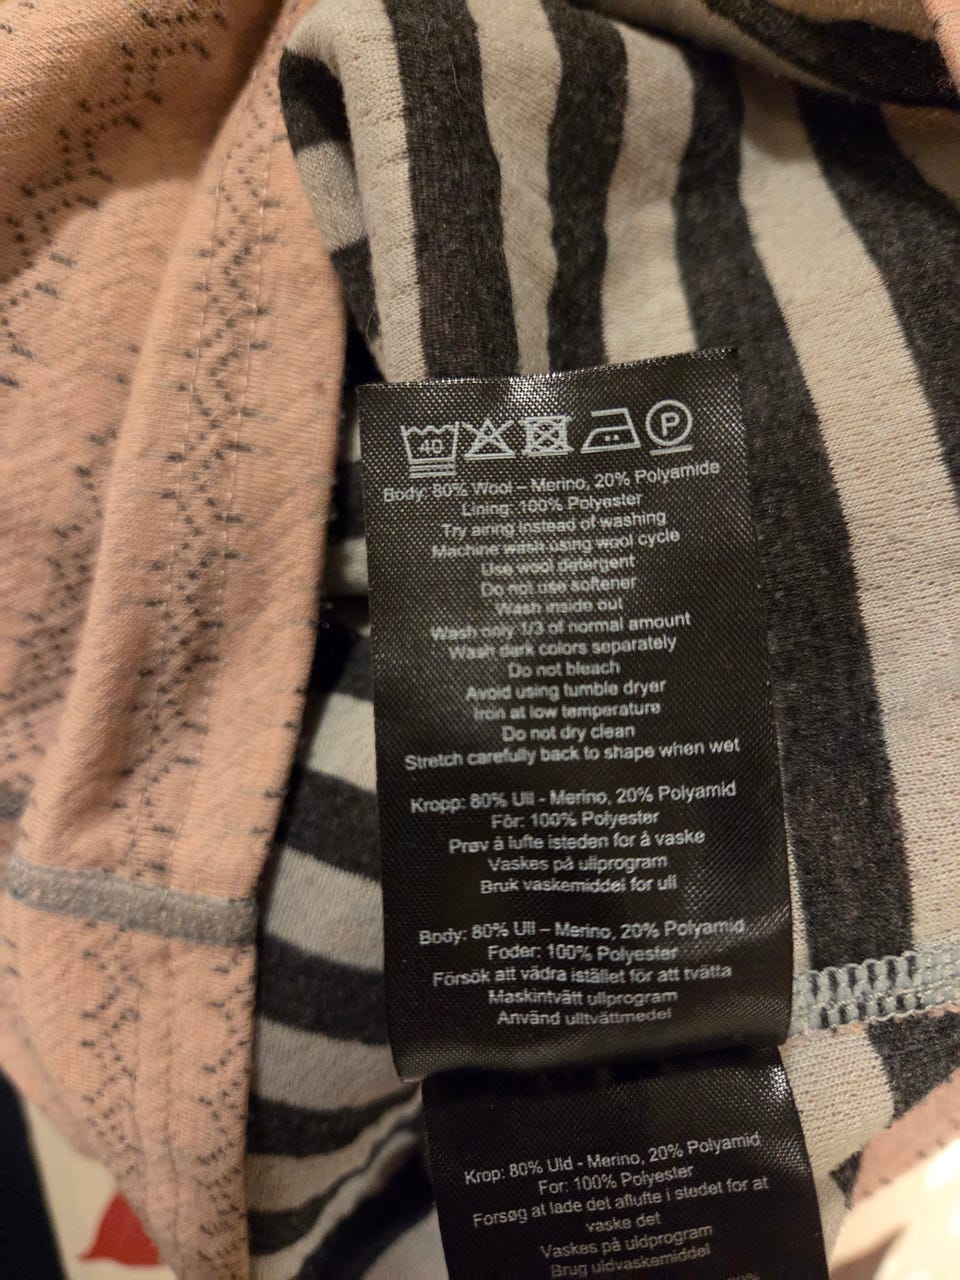 40 P
Body: 80% Wool – Merino, 20% Polyamide
Lining: 100% Polyester
Try airing instead of washing
Machine wash using wool cycle
Use wool detergent
Do not use softener
Wash inside out
Wash only 1/3 of normal amount
Wash dark colors separately
Do not bleach
Avoid using tumble dryer
Iron at low temperature
Do not dry clean
Stretch carefully back to shape when wet
Kropp: 80% Ull - Merino, 20% Polyamid
Fôr: 100% Polyester
Prøv å lufte isteden for å vaske
Vaskes på ullprogram
Bruk vaskemiddel for ull
Body: 80% Ull – Merino, 20% Polyamid
Foder: 100% Polyester
Försök att vädra istället för att tvätta
Maskintvätt ullprogram
Använd ulltvättmedel
Krop: 80% Uld - Merino, 20% Polyamid
For: 100% Polyester
Forsøg at lade det aflufte i stedet for at
vaske det
Vaskes på uldprogram
Brug uldvaskemiddel